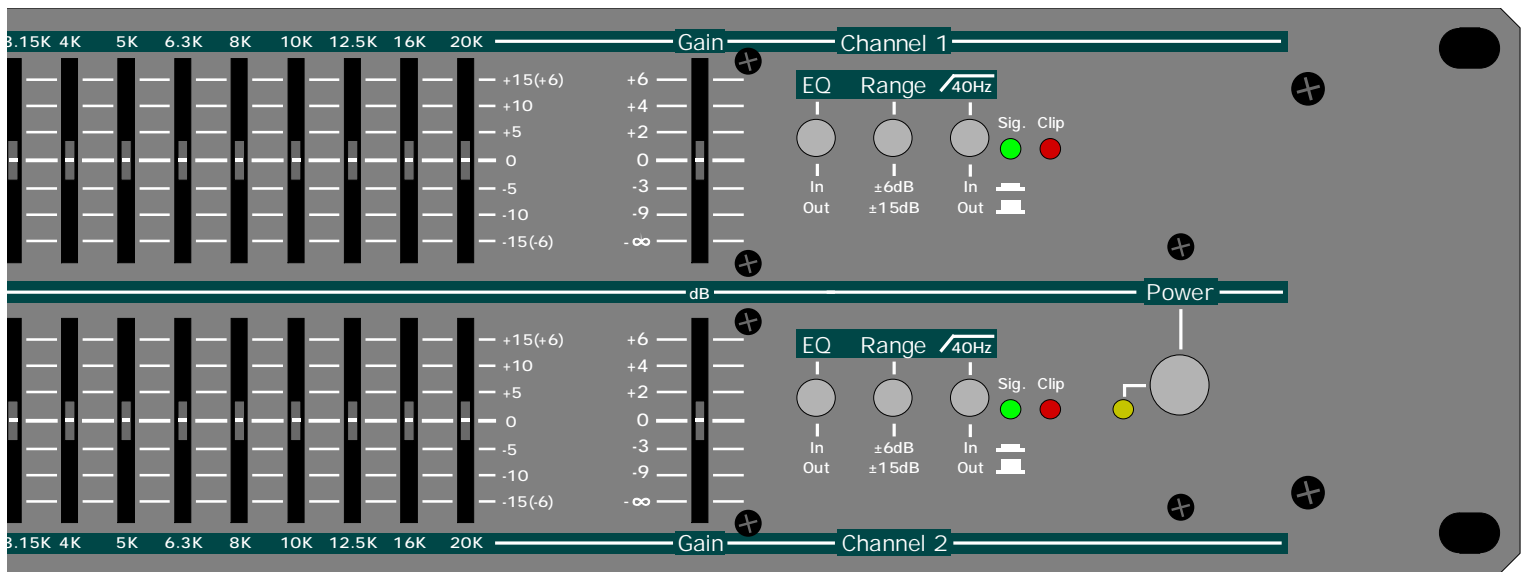 3.15K 4K 5K 6.3K 8K 10K 12.5K 16K 20K Gain Channel 1
+15(+6) +6
+10 +4
+5 +2
0 0
-5 -3
-10 -9
-15(-6) -∞
EQ Range 40Hz
Sig. Clip
In ±6dB In
Out ±15dB Out
dB Power
+15(+6) +6
+10 +4
+5 +2
0 0
-5 -3
-10 -9
-15(-6) -∞
EQ Range 40Hz
Sig. Clip
In ±6dB In
Out ±15dB Out
3.15K 4K 5K 6.3K 8K 10K 12.5K 16K 20K Gain Channel 2